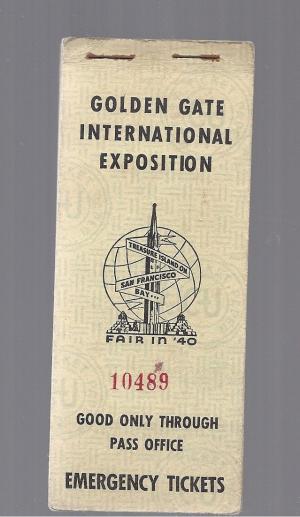 GOLDEN GATE
INTERNATIONAL
EXPOSITION
TREASURE ISLAND ON
SAN FRANCISCO
BAY...
FAIR IN '40
10489
GOOD ONLY THROUGH
PASS OFFICE
EMERGENCY TICKETS